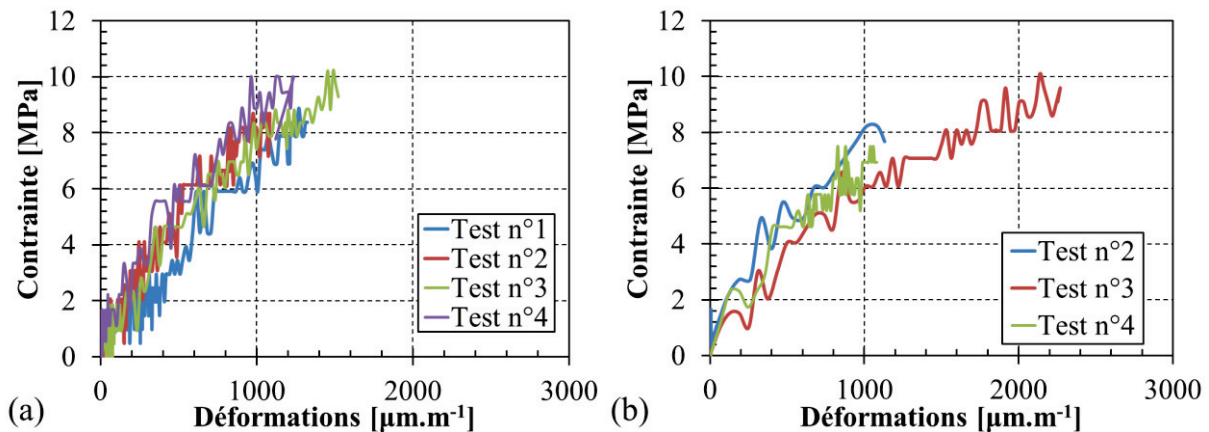 12
10
8
6
4
2
0
Contrainte [MPa]
Test n°1
Test n°2
Test n°3
Test n°4
0
1000
2000
3000
(a)
Déformations [µm.m⁻¹]
12
10
8
6
4
2
0
Contrainte [MPa]
Test n°2
Test n°3
Test n°4
0
1000
2000
3000
(b)
Déformations [µm.m⁻¹]